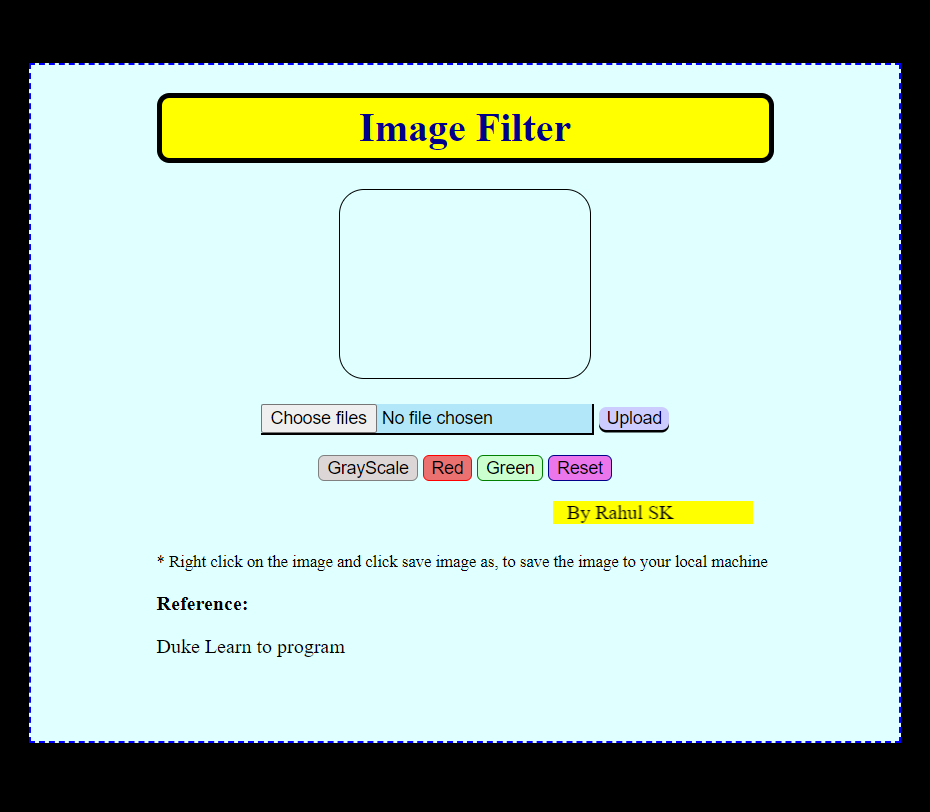 Image Filter
Choose files No file chosen Upload
GrayScale Red Green Reset
By Rahul SK
* Right click on the image and click save image as, to save the image to your local machine
Reference:
Duke Learn to program